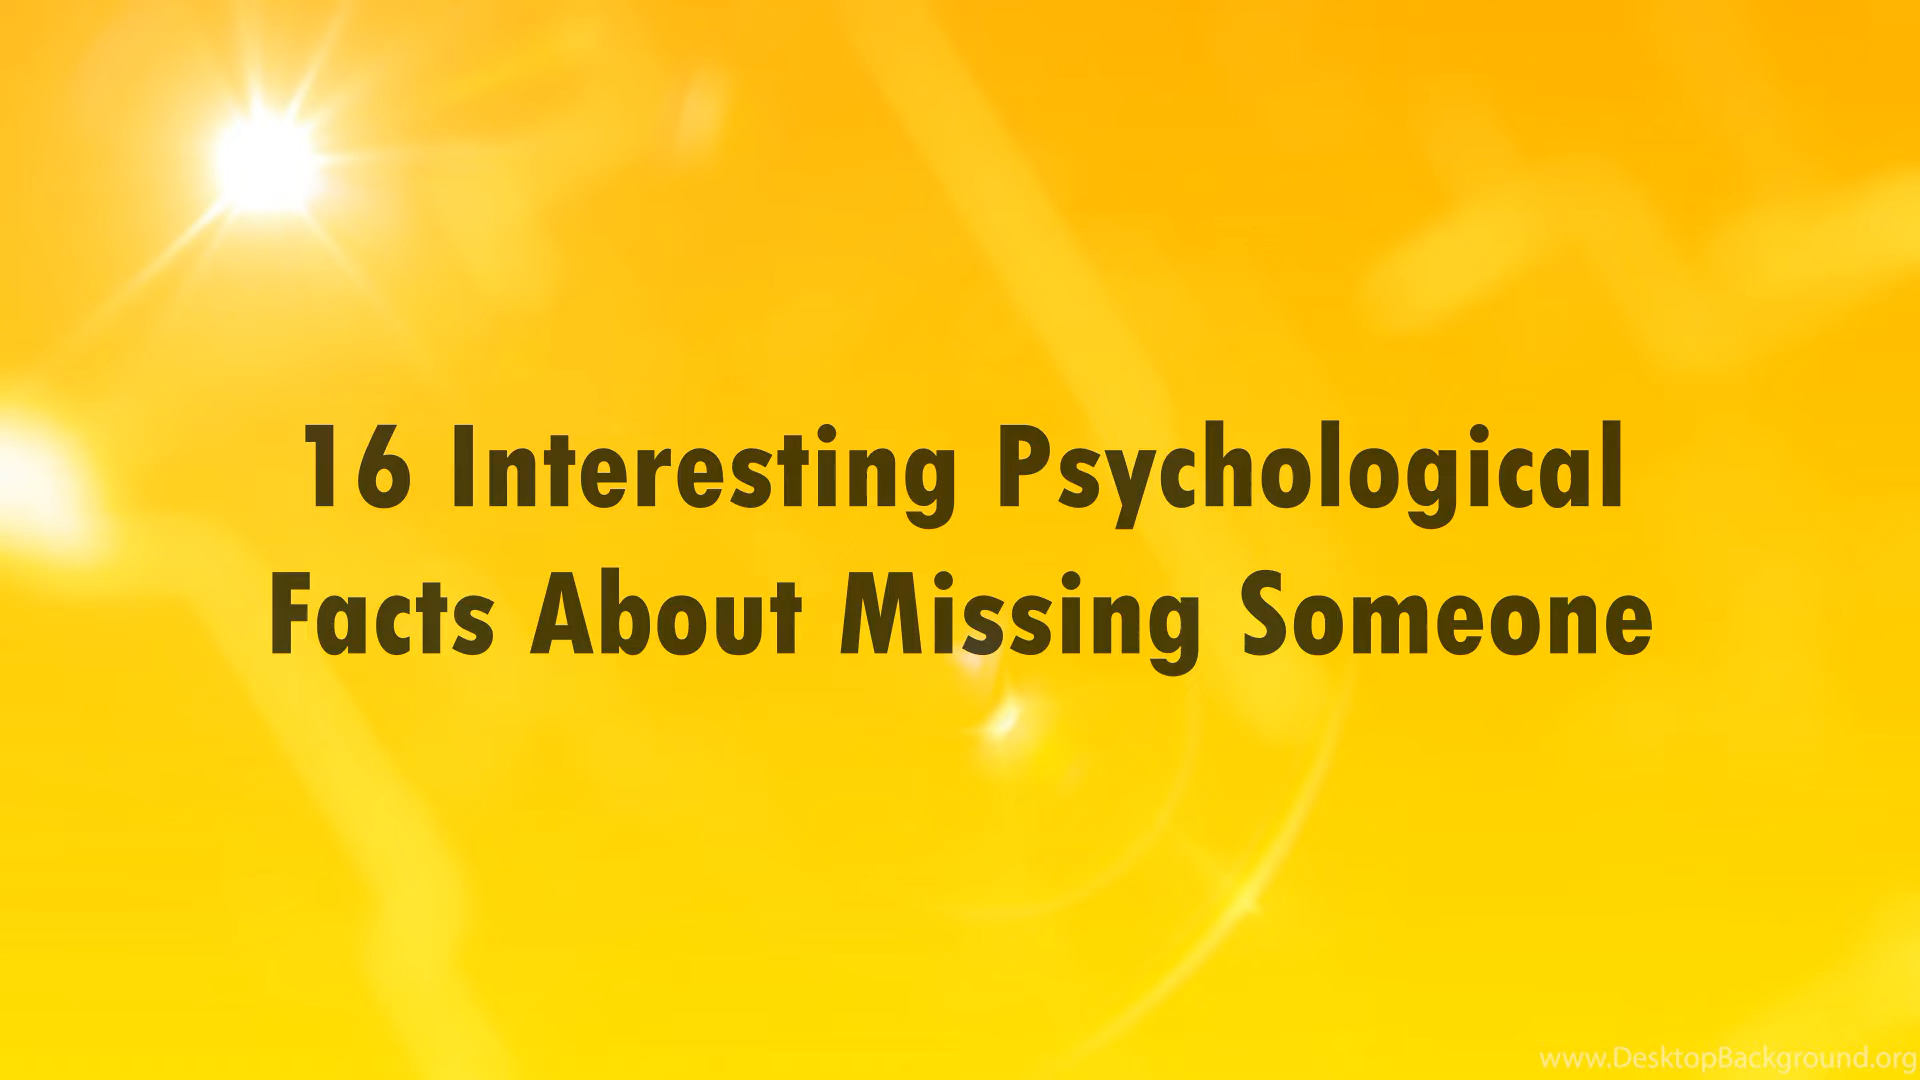 16 Interesting Psychological
Facts About Missing Someone
www.DesktopBackground.org